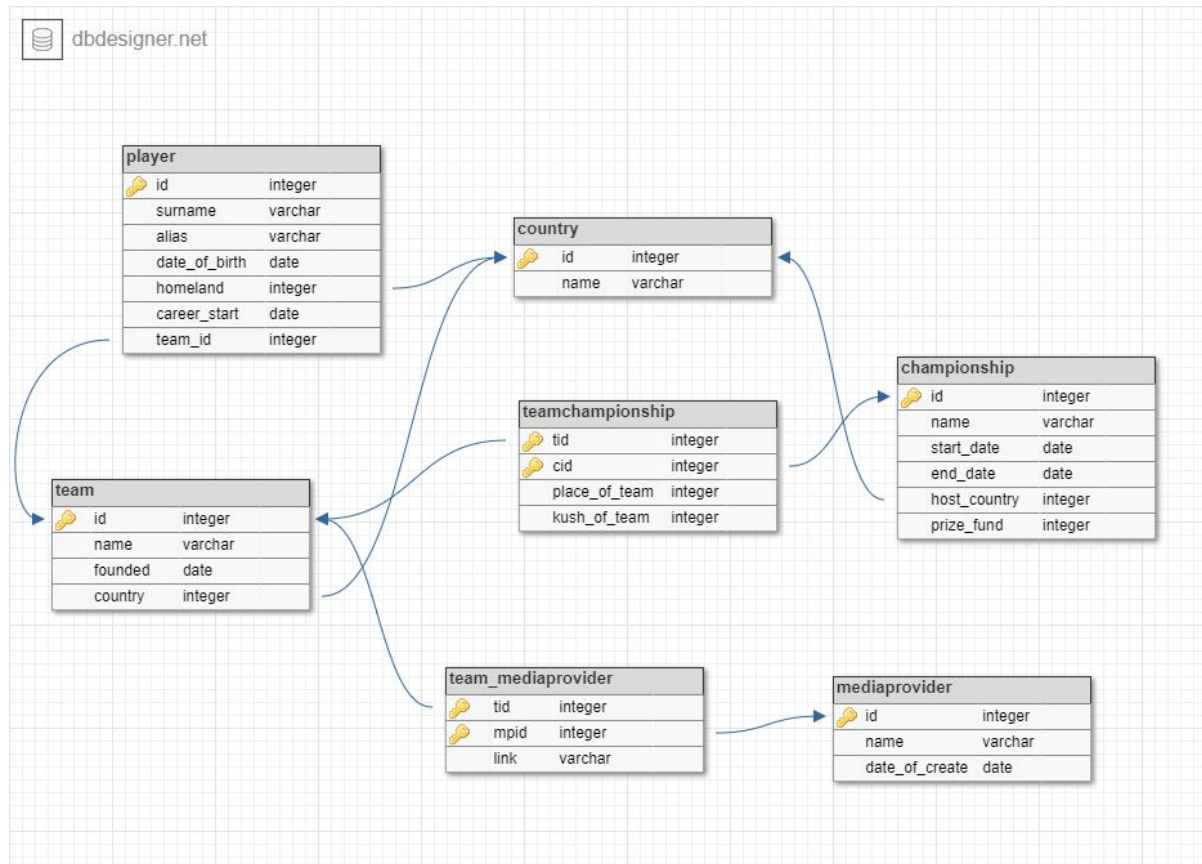 dbdesigner.net
player
id integer
surname varchar
alias varchar
date_of_birth date
homeland integer
career_start date
team_id integer
country
id integer
name varchar
championship
id integer
name varchar
start_date date
end_date date
host_country integer
prize_fund integer
teamchampionship
tid integer
cid integer
place_of_team integer
kush_of_team integer
team
id integer
name varchar
founded date
country integer
team_mediaprovider
tid integer
mpid integer
link varchar
mediaprovider
id integer
name varchar
date_of_create date